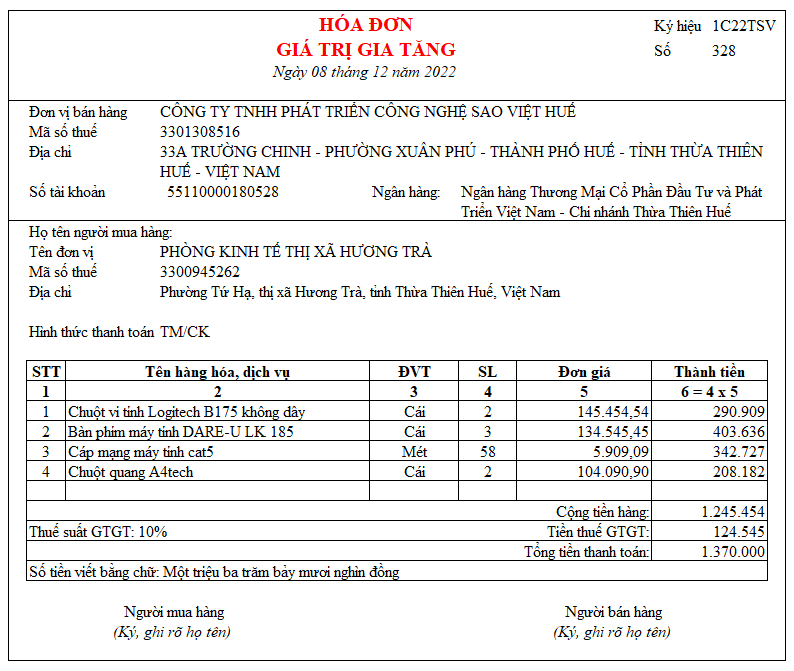 HÓA ĐƠN
GIÁ TRỊ GIA TĂNG
Ngày 08 tháng 12 năm 2022
Ký hiệu 1C22TSV
Số 328
Đơn vị bán hàng CÔNG TY TNHH PHÁT TRIỂN CÔNG NGHỆ SAO VIỆT HUẾ
Mã số thuế 3301308516
Địa chỉ 33A TRƯỜNG CHINH - PHƯỜNG XUÂN PHÚ - THÀNH PHỐ HUẾ - TỈNH THỪA THIÊN
HUẾ - VIỆT NAM
Số tài khoản 55110000180528 Ngân hàng: Ngân hàng Thương Mại Cổ Phần Đầu Tư và Phát
Triển Việt Nam - Chi nhánh Thừa Thiên Huế
Họ tên người mua hàng:
Tên đơn vị PHÒNG KINH TẾ THỊ XÃ HƯƠNG TRÀ
Mã số thuế 3300945262
Địa chỉ Phường Tứ Hạ, thị xã Hương Trà, tỉnh Thừa Thiên Huế, Việt Nam
Hình thức thanh toán TM/CK
STT Tên hàng hóa, dịch vụ ĐVT SL Đơn giá Thành tiền
1 2 3 4 5 6 = 4 x 5
1 Chuột vi tính Logitech B175 không dây Cái 2 145.454,54 290.909
2 Bàn phím máy tính DARE-U LK 185 Cái 3 134.545,45 403.636
3 Cáp mạng máy tính cat5 Mét 58 5.909,09 342.727
4 Chuột quang A4tech Cái 2 104.090,90 208.182
Cộng tiền hàng: 1.245.454
Thuế suất GTGT: 10% Tiền thuế GTGT: 124.545
Tổng tiền thanh toán: 1.370.000
Số tiền viết bằng chữ: Một triệu ba trăm bảy mươi nghìn đồng
Người mua hàng Người bán hàng
(Ký, ghi rõ họ tên) (Ký, ghi rõ họ tên)